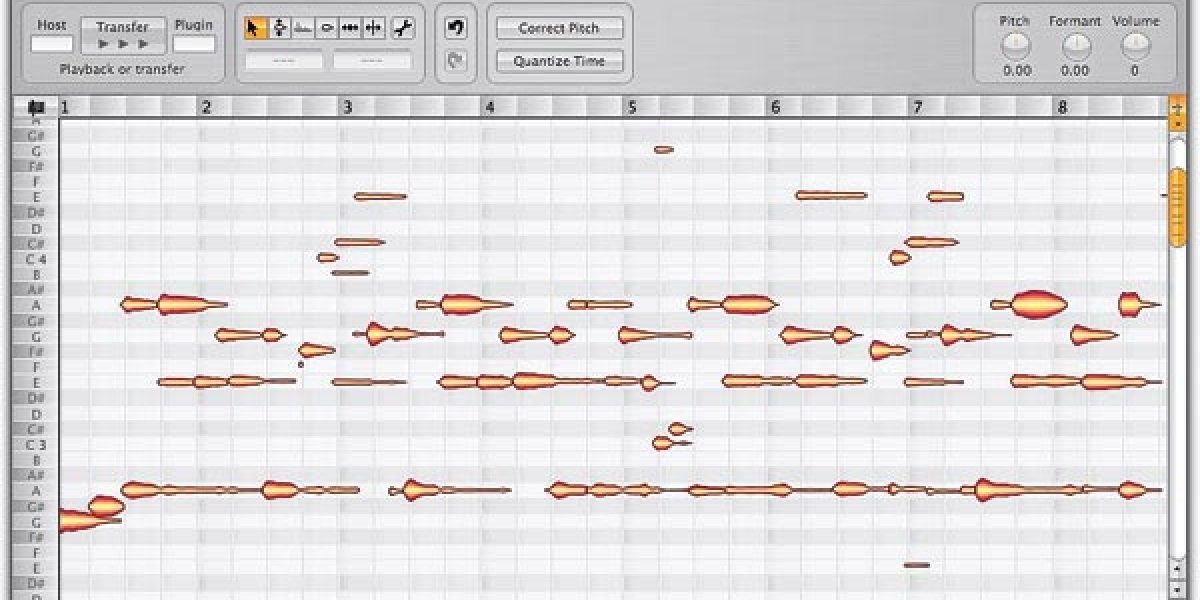 Host Transfer Plugin
Playback or transfer
--- ---
Correct Pitch
Quantize Time
Pitch Formant Volume
0.00 0.00 0
1 2 3 4 5 6 7 8
G#
G
F#
F
E
D#
D
C#
C 4
B
A#
A
G#
G
F#
F
E
D#
D
C#
C 3
B
A#
A
G#
G
F#
F
E
D#